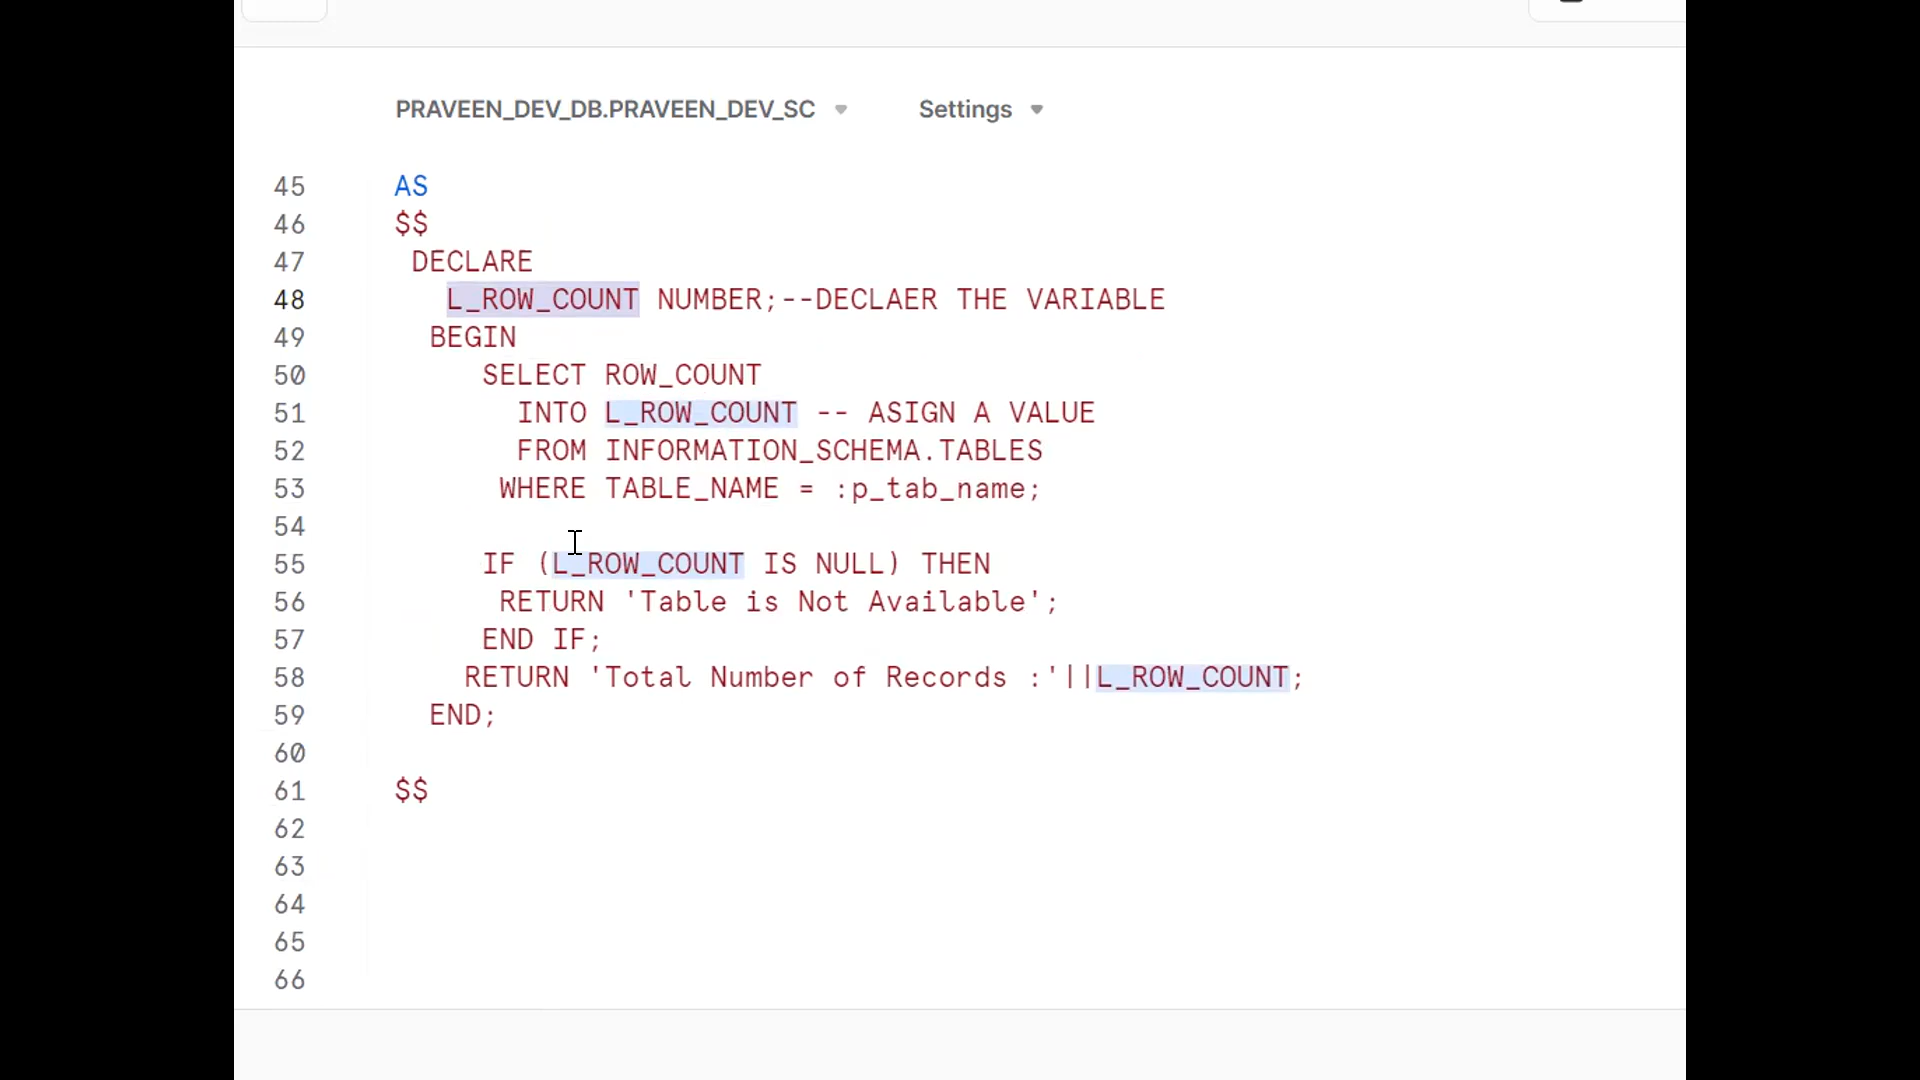 PRAVEEN_DEV_DB.PRAVEEN_DEV_SC Settings
45 AS
46 $$
47 DECLARE
48 L_ROW_COUNT NUMBER;--DECLAER THE VARIABLE
49 BEGIN
50 SELECT ROW_COUNT
51 INTO L_ROW_COUNT -- ASIGN A VALUE
52 FROM INFORMATION_SCHEMA.TABLES
53 WHERE TABLE_NAME = :p_tab_name;
54
55 IF (L_ROW_COUNT IS NULL) THEN
56 RETURN 'Table is Not Available';
57 END IF;
58 RETURN 'Total Number of Records :'||L_ROW_COUNT;
59 END;
60
61 $$
62
63
64
65
66